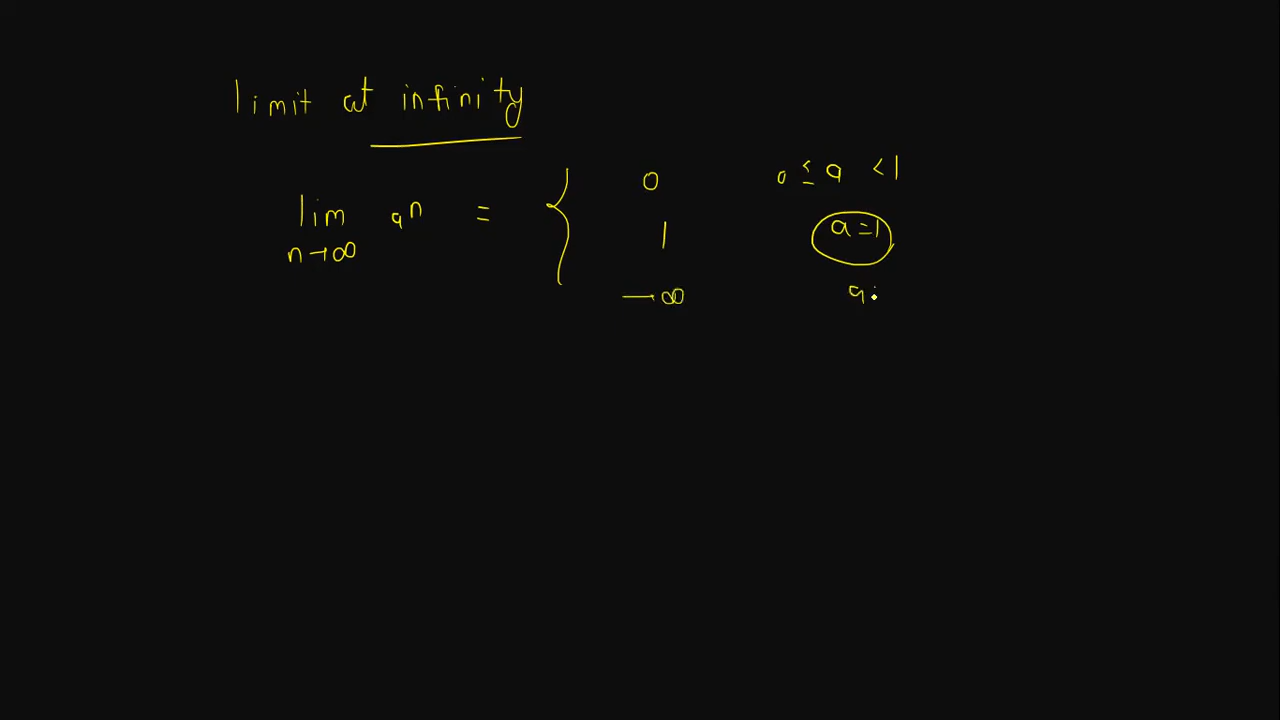 limit at infinity
lim n→∞ aⁿ = { 0 0 ≤ a < 1
1 a = 1
→ ∞ a